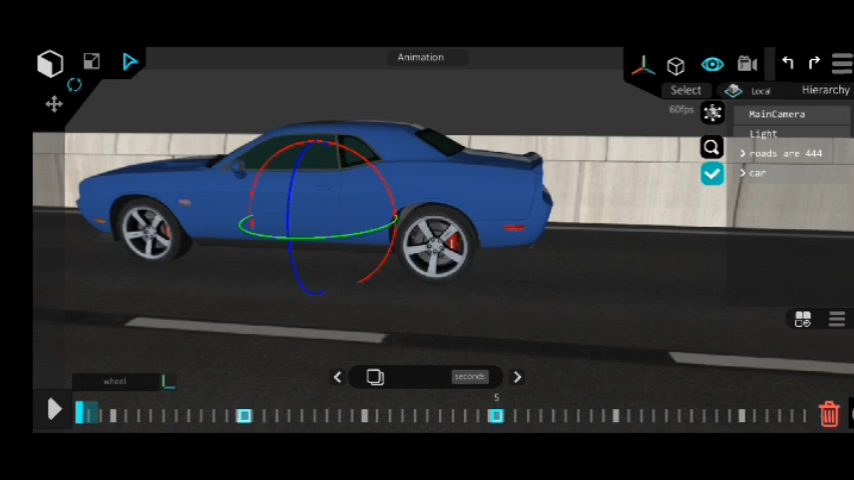 Animation
Select
Local
Hierarchy
60fps
MainCamera
Light
roads are 444
car
wheel
seconds
5